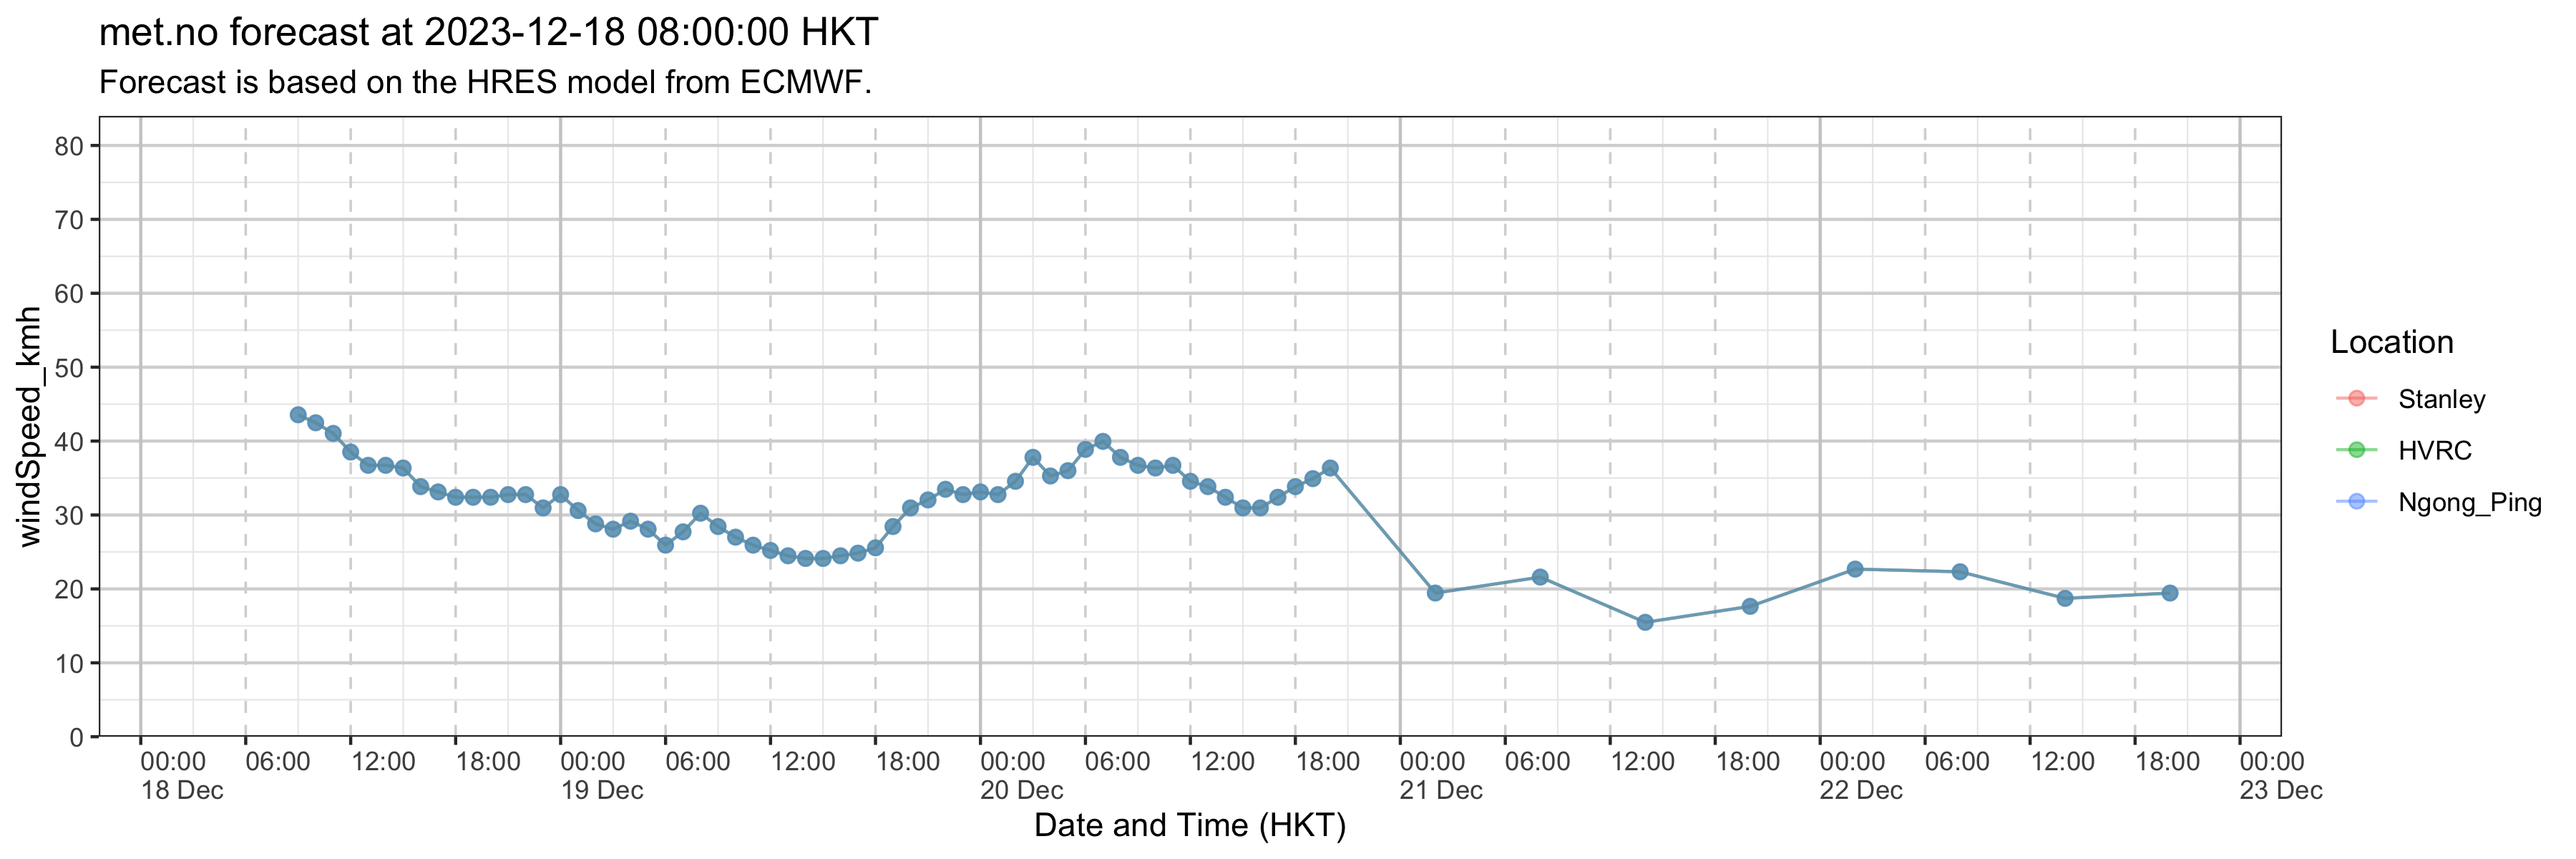 met.no forecast at 2023-12-18 08:00:00 HKT
Forecast is based on the HRES model from ECMWF.
80
70
60
50
40
30
20
10
0
windSpeed_kmh
00:00 06:00 12:00 18:00 00:00 06:00 12:00 18:00 00:00 06:00 12:00 18:00 00:00 06:00 12:00 18:00 00:00 06:00 12:00 18:00 00:00
18 Dec 19 Dec 20 Dec 21 Dec 22 Dec 23 Dec
Date and Time (HKT)
Location
Stanley
HVRC
Ngong_Ping